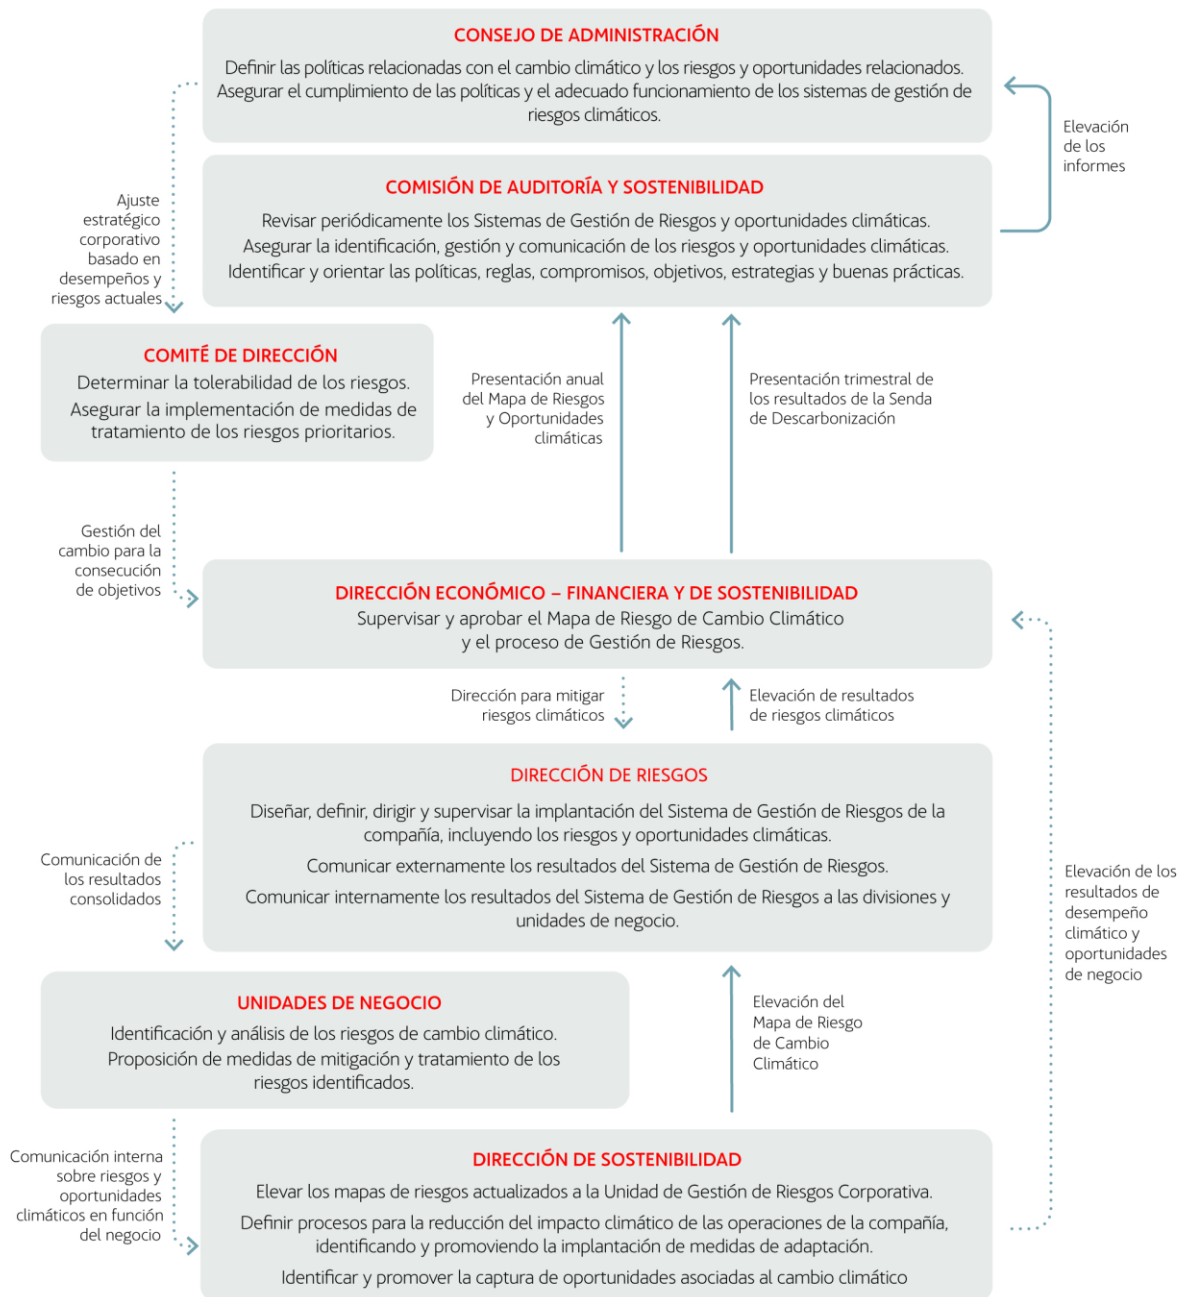 CONSEJO DE ADMINISTRACIÓN
Definir las políticas relacionadas con el cambio climático y los riesgos y oportunidades relacionados.
Asegurar el cumplimiento de las políticas y el adecuado funcionamiento de los sistemas de gestión de
riesgos climáticos.
Elevación
de los
informes
COMISIÓN DE AUDITORÍA Y SOSTENIBILIDAD
Revisar periódicamente los Sistemas de Gestión de Riesgos y oportunidades climáticas.
Asegurar la identificación, gestión y comunicación de los riesgos y oportunidades climáticas.
Identificar y orientar las políticas, reglas, compromisos, objetivos, estrategias y buenas prácticas.
Ajuste
estratégico
corporativo
basado en
desempeños y
riesgos actuales
COMITÉ DE DIRECCIÓN
Determinar la tolerabilidad de los riesgos.
Asegurar la implementación de medidas de
tratamiento de los riesgos prioritarios.
Presentación anual
del Mapa de Riesgos
y Oportunidades
climáticas
Presentación trimestral de
los resultados de la Senda
de Descarbonización
Gestión del
cambio para la
consecución
de objetivos
DIRECCIÓN ECONÓMICO – FINANCIERA Y DE SOSTENIBILIDAD
Supervisar y aprobar el Mapa de Riesgo de Cambio Climático
y el proceso de Gestión de Riesgos.
Dirección para mitigar
riesgos climáticos
Elevación de resultados
de riesgos climáticos
DIRECCIÓN DE RIESGOS
Diseñar, definir, dirigir y supervisar la implantación del Sistema de Gestión de Riesgos de la
compañía, incluyendo los riesgos y oportunidades climáticas.
Comunicar externamente los resultados del Sistema de Gestión de Riesgos.
Comunicar internamente los resultados del Sistema de Gestión de Riesgos a las divisiones y
unidades de negocio.
Comunicación de
los resultados
consolidados
Elevación de los
resultados de
desempeño
climático y
oportunidades
de negocio
UNIDADES DE NEGOCIO
Identificación y análisis de los riesgos de cambio climático.
Proposición de medidas de mitigación y tratamiento de los
riesgos identificados.
Elevación del
Mapa de Riesgo
de Cambio
Climático
Comunicación interna
sobre riesgos y
oportunidades
climáticos en función
del negocio
DIRECCIÓN DE SOSTENIBILIDAD
Elevar los mapas de riesgos actualizados a la Unidad de Gestión de Riesgos Corporativa.
Definir procesos para la reducción del impacto climático de las operaciones de la compañía,
identificando y promoviendo la implantación de medidas de adaptación.
Identificar y promover la captura de oportunidades asociadas al cambio climático